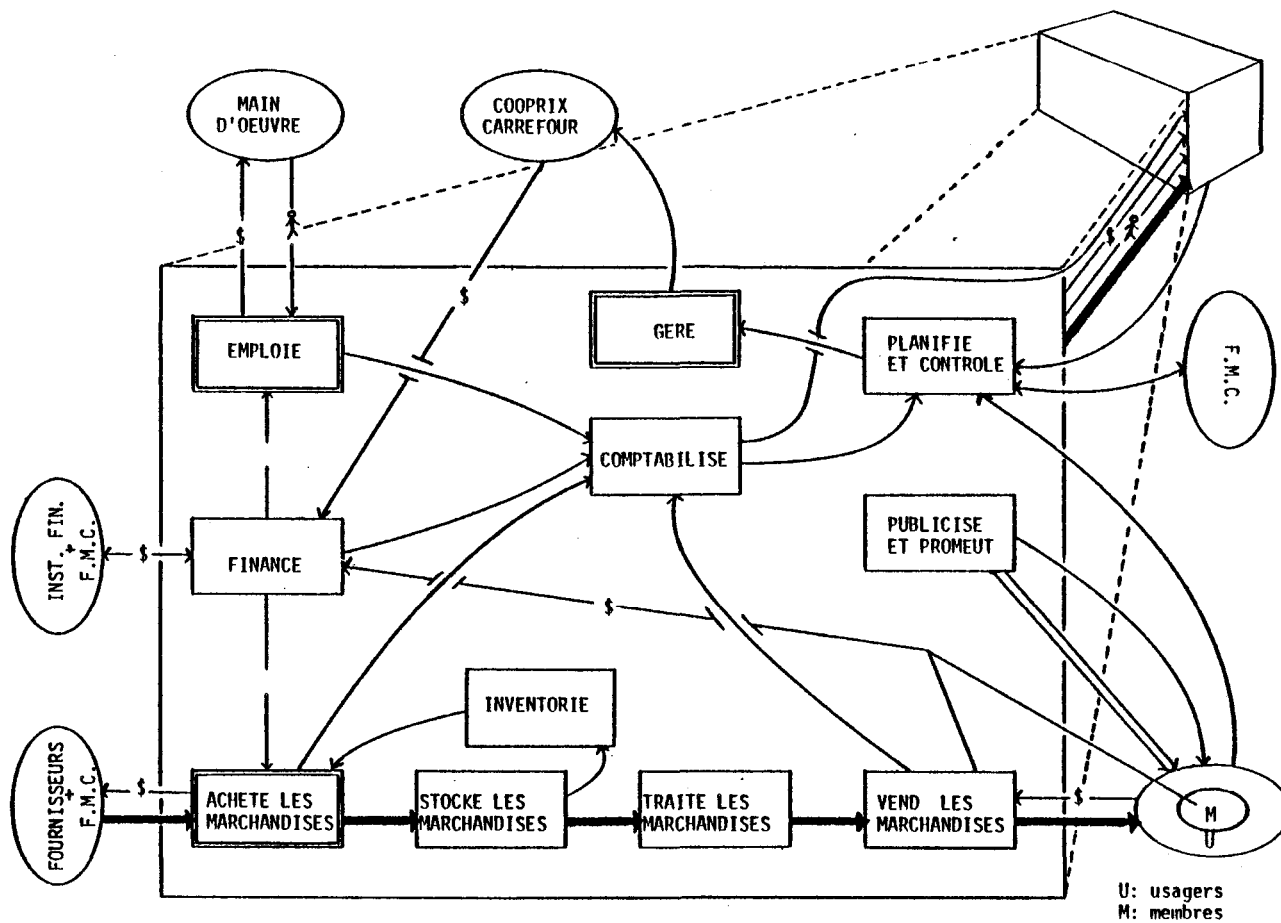 MAIN
D'OEUVRE
COOPRIX
CARREFOUR
$
$
$
EMPLOIE
GERE
PLANIFIE
ET CONTROLE
F.M.C.
COMPTABILISE
INST. FIN.
+
F.M.C.
$
FINANCE
PUBLICISE
ET PROMEUT
$
INVENTORIE
FOURNISSEURS
+
F.M.C.
$
ACHETE LES
MARCHANDISES
STOCKE LES
MARCHANDISES
TRAITE LES
MARCHANDISES
VEND LES
MARCHANDISES
$
M
U
U: usagers
M: membres